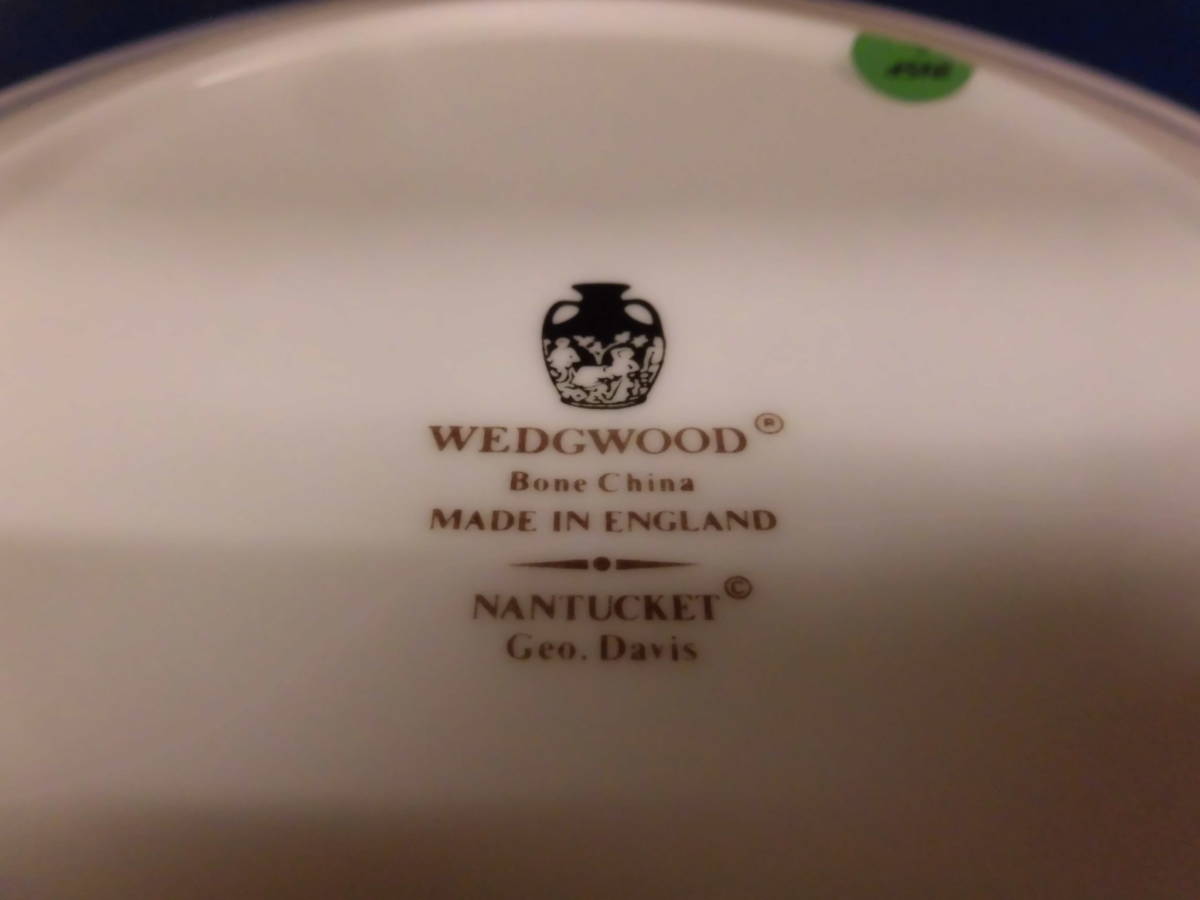 WEDGWOOD®
Bone China
MADE IN ENGLAND
NANTUCKET©
Geo. Davis